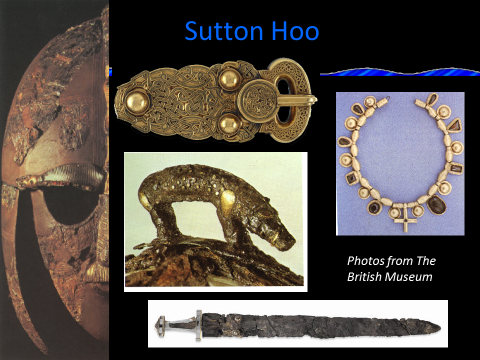 Sutton Hoo
Photos from The
British Museum